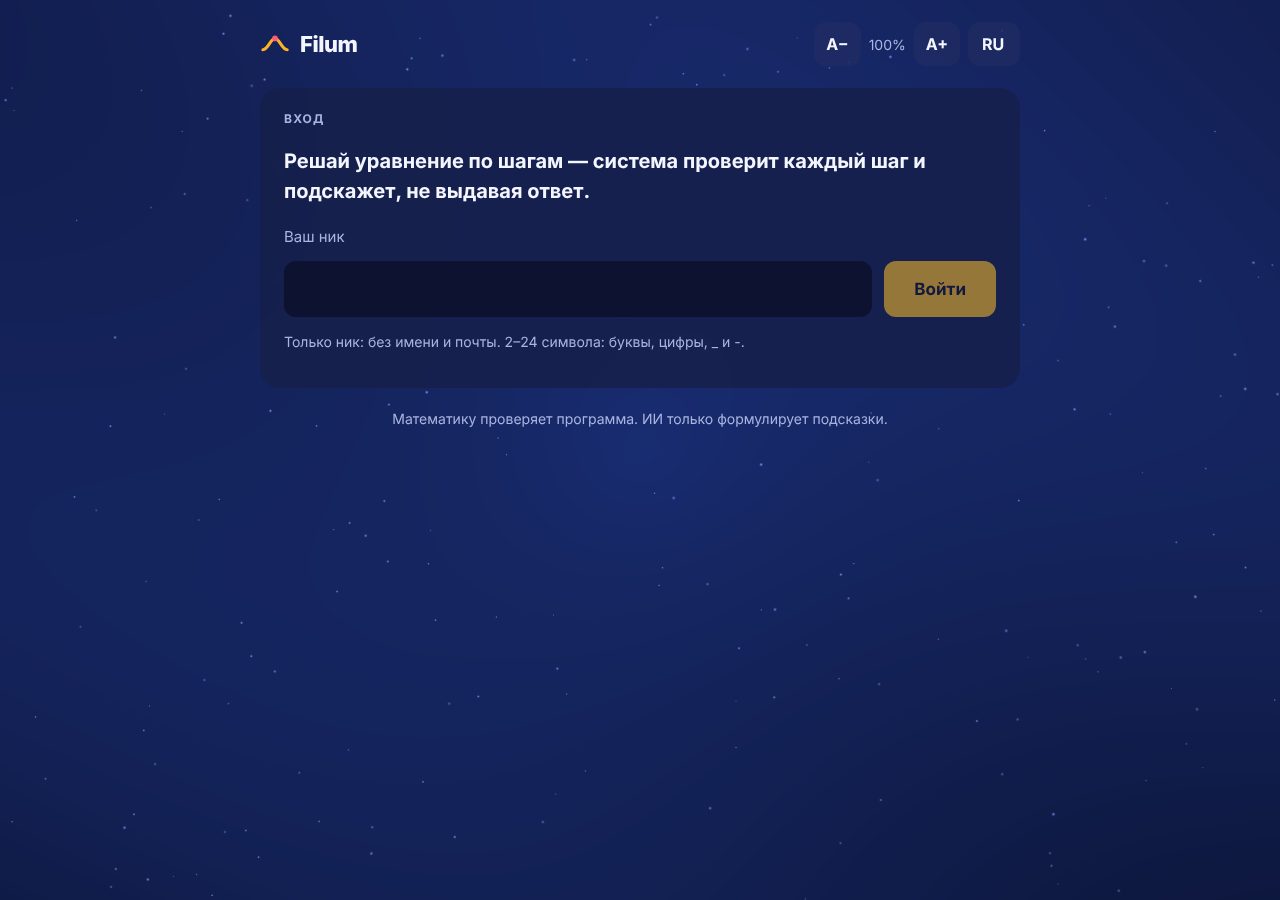 Filum
A− 100% A+ RU
ВХОД
Решай уравнение по шагам — система проверит каждый шаг и
подскажет, не выдавая ответ.
Ваш ник
Войти
Только ник: без имени и почты. 2–24 символа: буквы, цифры, _ и -.
Математику проверяет программа. ИИ только формулирует подсказки.